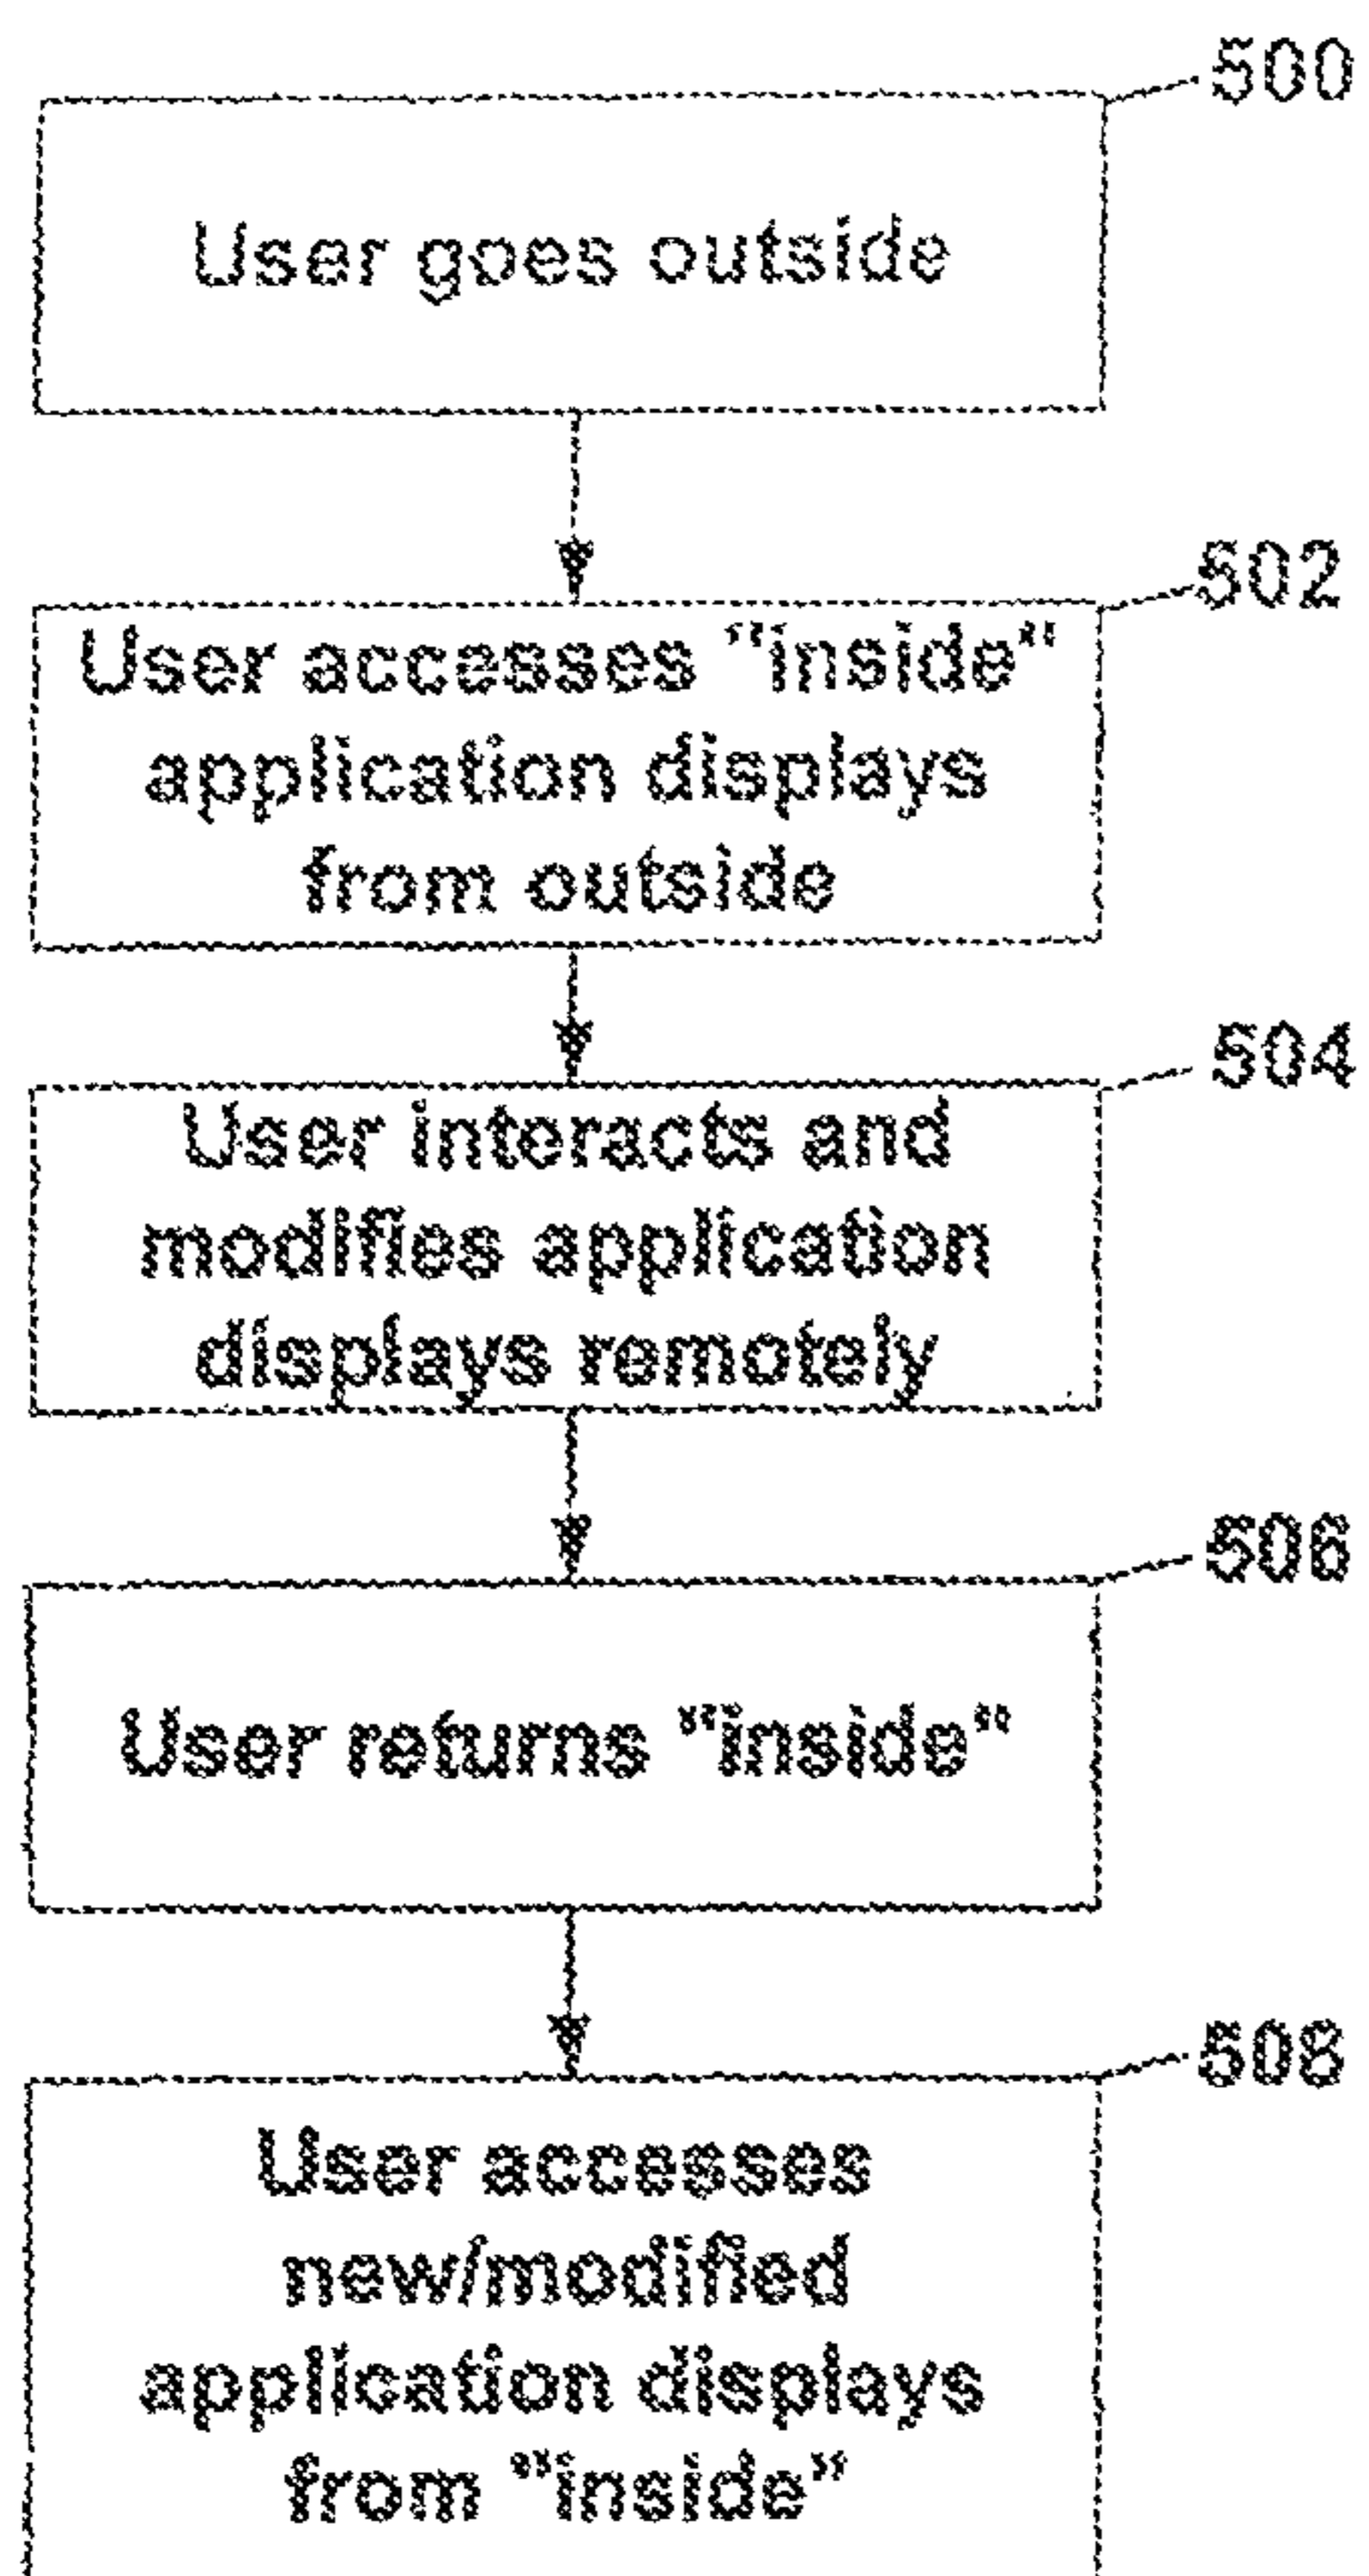 500
User goes outside
502
User accesses "inside"
application displays
from outside
504
User interacts and
modifies application
displays remotely
506
User returns "inside"
508
User accesses
new/modified
application displays
from "inside"